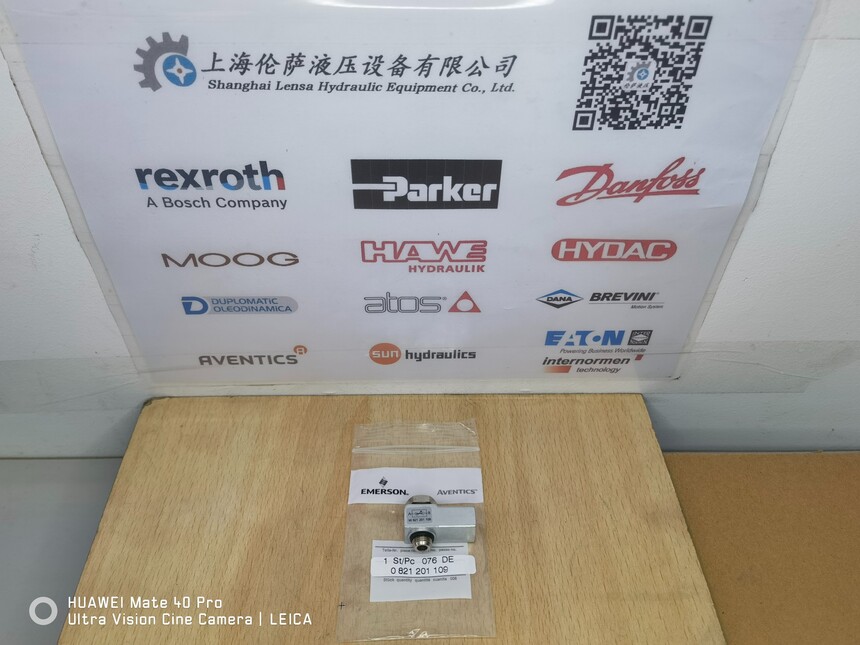 上海伦萨液压设备有限公司
Shanghai Lensa Hydraulic Equipment Co., Ltd.
rexroth
A Bosch Company
Parker
Danfoss
MOOG
HAWE
HYDRAULIK
HYDAC
DUPLOMATIC
OLEODINAMICA
atos
DANA
BREVINI
Motion Systems
AVENTICS
sun hydraulics
EATON
Powering Business Worldwide
internormen
technology
EMERSON.
AVENTICS
1 St/Pc 076 DE
0 821 201 109
HUAWEI Mate 40 Pro
Ultra Vision Cine Camera | LEICA